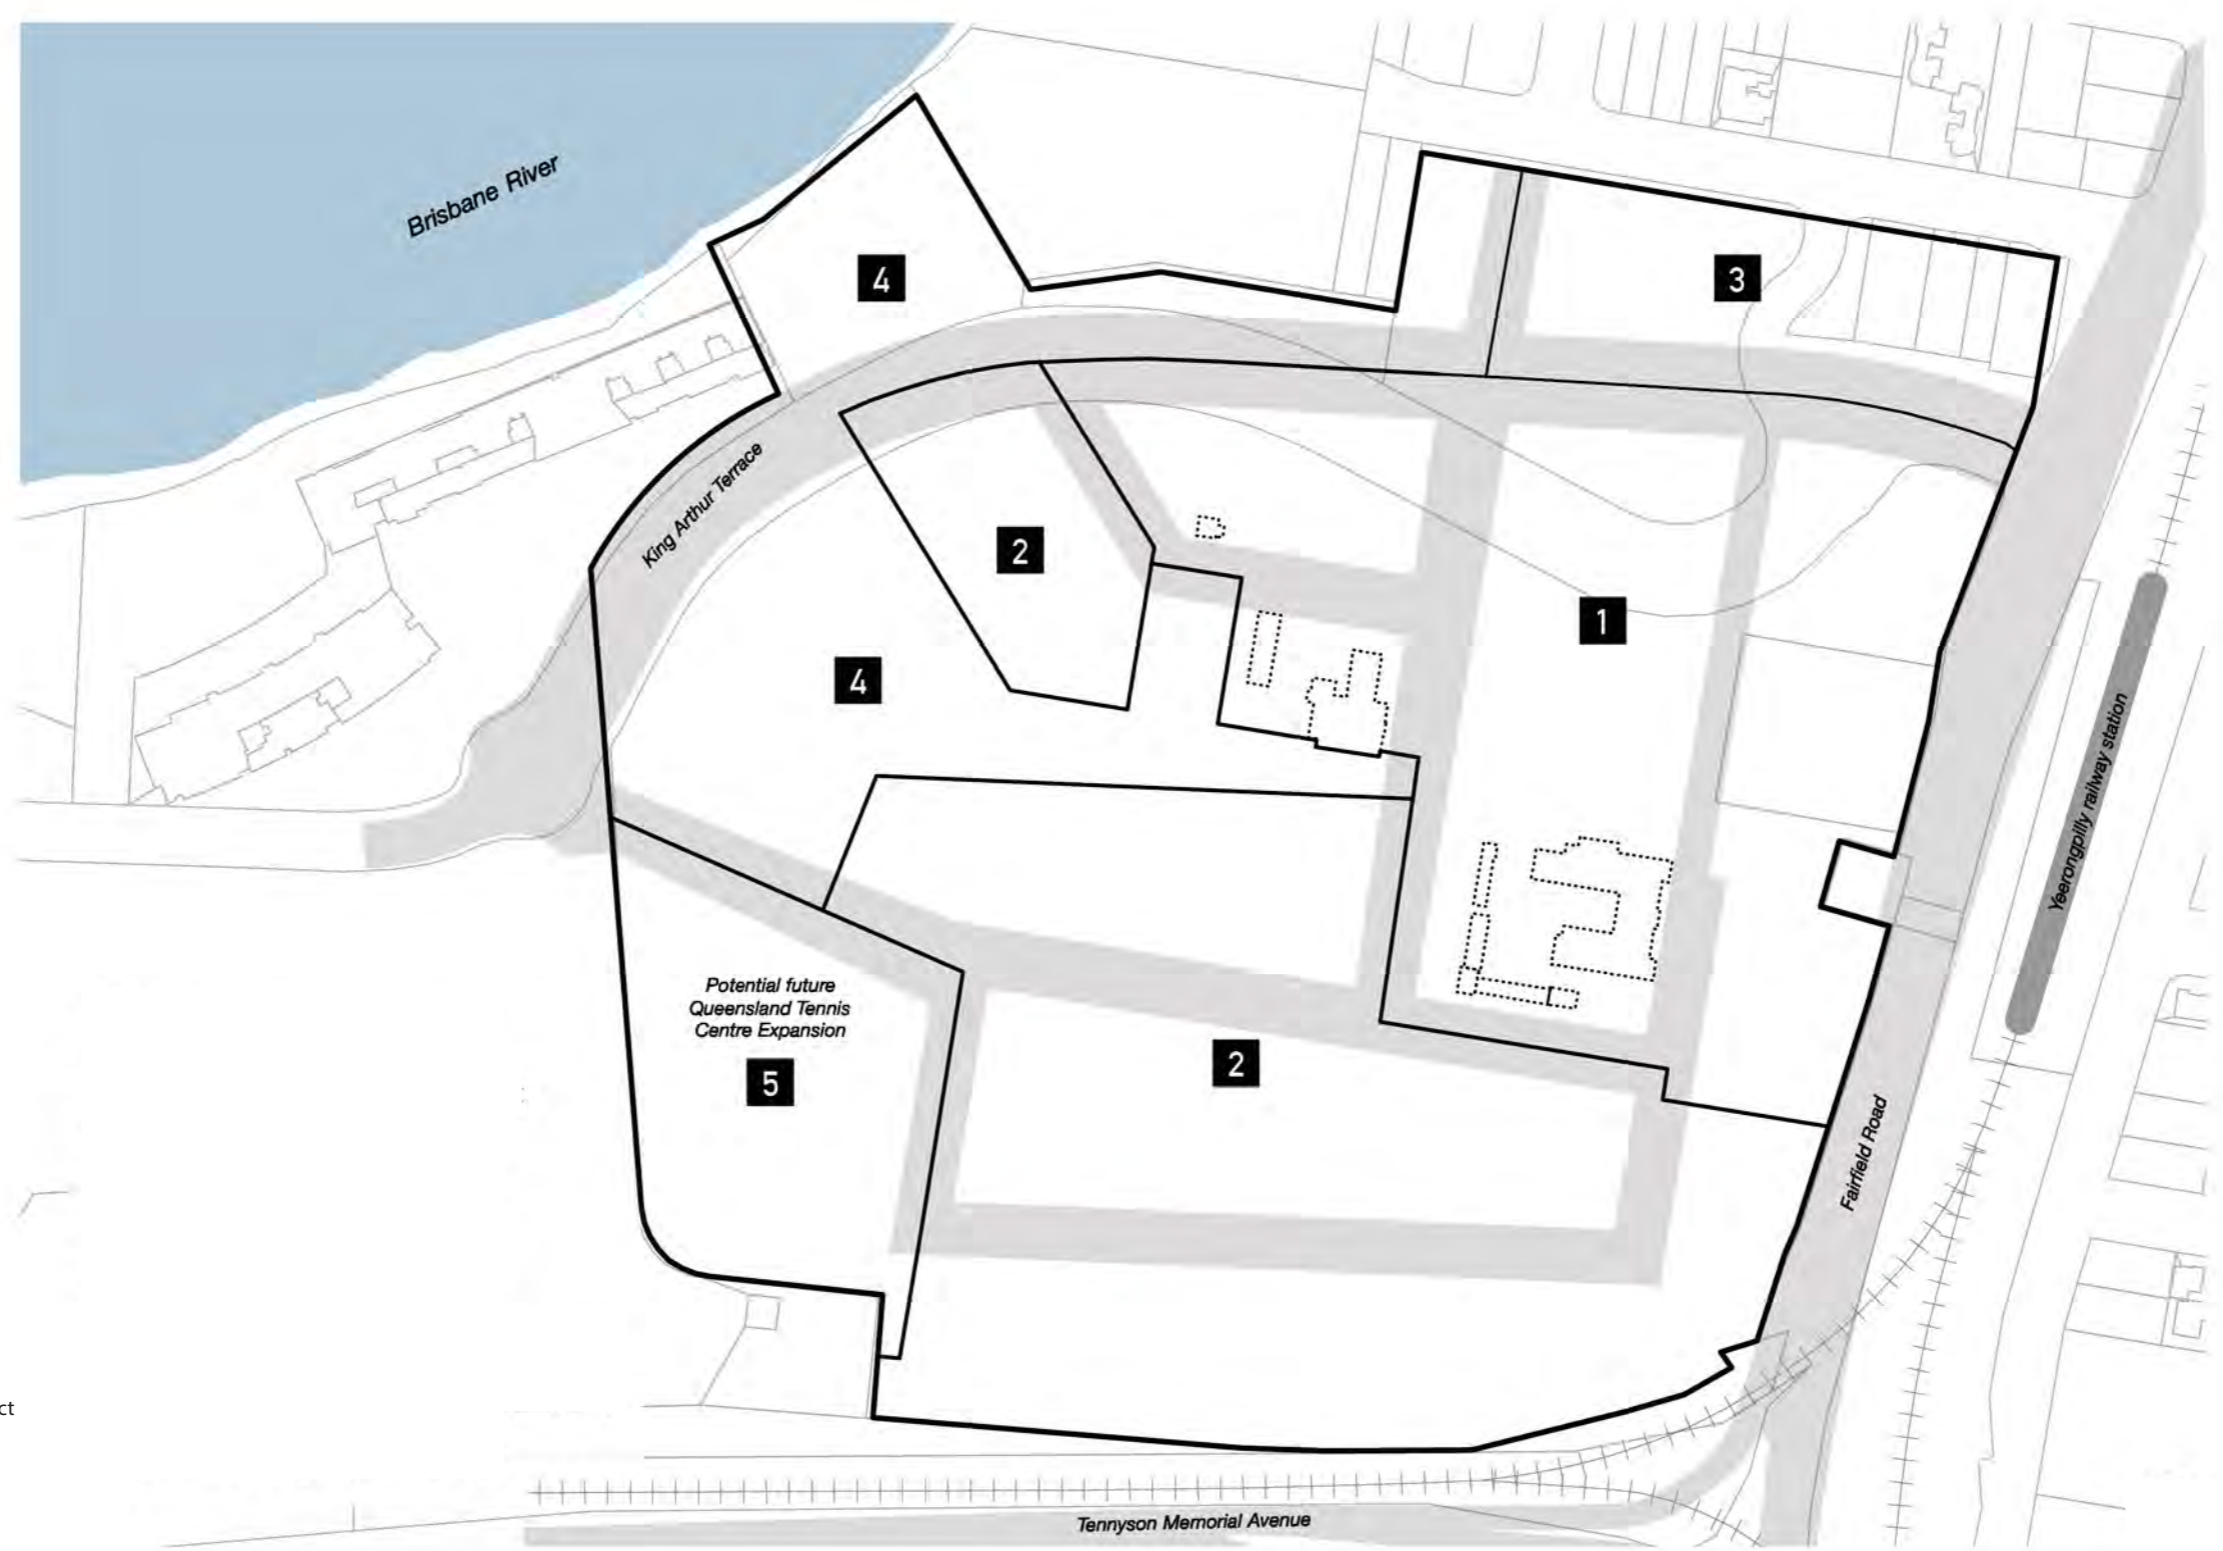 Brisbane River
4
3
King Arthur Terrace
2
1
4
Yeerongpilly railway station
Potential future
Queensland Tennis
Centre Expansion
5
2
Fairfield Road
ct
Tennyson Memorial Avenue